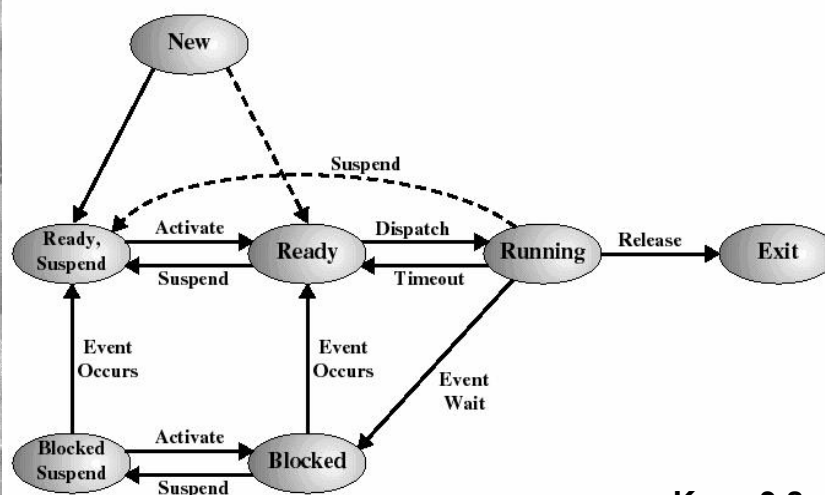 New
Suspend
Ready,
Suspend
Activate
Suspend
Ready
Dispatch
Timeout
Running
Release
Exit
Event
Occurs
Event
Occurs
Event
Wait
Blocked
Suspend
Activate
Suspend
Blocked